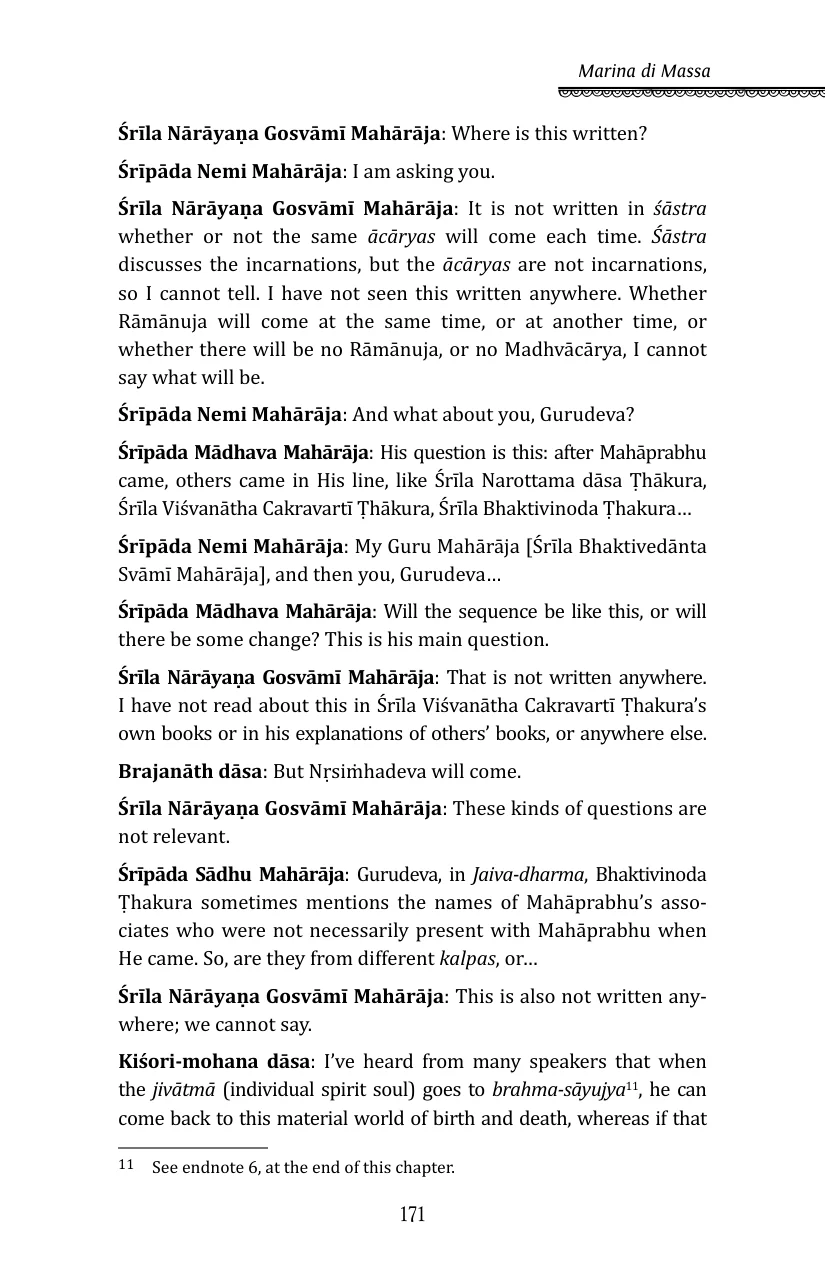 Marina di Massa
Śrīla Nārāyaṇa Gosvāmī Mahārāja: Where is this written?
Śrīpāda Nemi Mahārāja: I am asking you.
Śrīla Nārāyaṇa Gosvāmī Mahārāja: It is not written in śāstra
whether or not the same ācāryas will come each time. Śāstra
discusses the incarnations, but the ācāryas are not incarnations,
so I cannot tell. I have not seen this written anywhere. Whether
Rāmānuja will come at the same time, or at another time, or
whether there will be no Rāmānuja, or no Madhvācārya, I cannot
say what will be.
Śrīpāda Nemi Mahārāja: And what about you, Gurudeva?
Śrīpāda Mādhava Mahārāja: His question is this: after Mahāprabhu
came, others came in His line, like Śrīla Narottama dāsa Ṭhākura,
Śrīla Viśvanātha Cakravartī Ṭhākura, Śrīla Bhaktivinoda Ṭhakura…
Śrīpāda Nemi Mahārāja: My Guru Mahārāja [Śrīla Bhaktivedānta
Svāmī Mahārāja], and then you, Gurudeva…
Śrīpāda Mādhava Mahārāja: Will the sequence be like this, or will
there be some change? This is his main question.
Śrīla Nārāyaṇa Gosvāmī Mahārāja: That is not written anywhere.
I have not read about this in Śrīla Viśvanātha Cakravartī Ṭhakura’s
own books or in his explanations of others’ books, or anywhere else.
Brajanāth dāsa: But Nṛsiṁhadeva will come.
Śrīla Nārāyaṇa Gosvāmī Mahārāja: These kinds of questions are
not relevant.
Śrīpāda Sādhu Mahārāja: Gurudeva, in Jaiva-dharma, Bhaktivinoda
Ṭhakura sometimes mentions the names of Mahāprabhu’s asso-
ciates who were not necessarily present with Mahāprabhu when
He came. So, are they from different kalpas, or…
Śrīla Nārāyaṇa Gosvāmī Mahārāja: This is also not written any-
where; we cannot say.
Kiśori-mohana dāsa: I’ve heard from many speakers that when
the jivātmā (individual spirit soul) goes to brahma-sāyujya¹¹, he can
come back to this material world of birth and death, whereas if that
11 See endnote 6, at the end of this chapter.
171